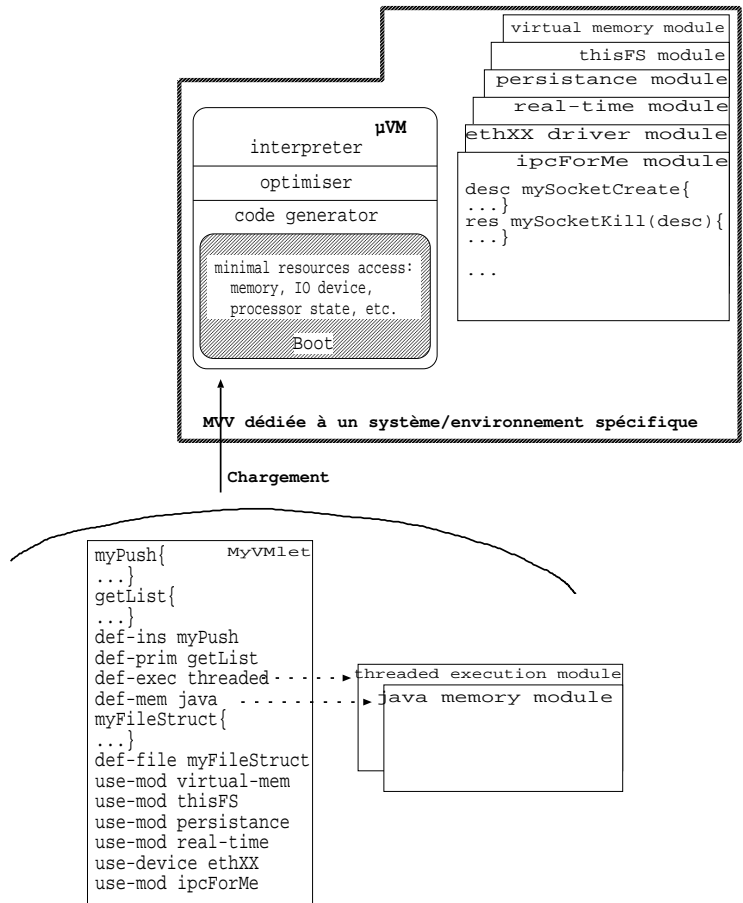 virtual memory module
thisFS module
persistance module
real-time module
ethXX driver module
ipcForMe module
desc mySocketCreate{
...}
res mySocketKill(desc){
...}
...
µVM
interpreter
optimiser
code generator
minimal resources access:
memory, IO device,
processor state, etc.
Boot
MVV dédiée à un système/environnement spécifique
Chargement
MyVMlet
myPush{
...}
getList{
...}
def-ins myPush
def-prim getList
def-exec threaded
def-mem java
myFileStruct{
...}
def-file myFileStruct
use-mod virtual-mem
use-mod thisFS
use-mod persistance
use-mod real-time
use-device ethXX
use-mod ipcForMe
threaded execution module
java memory module